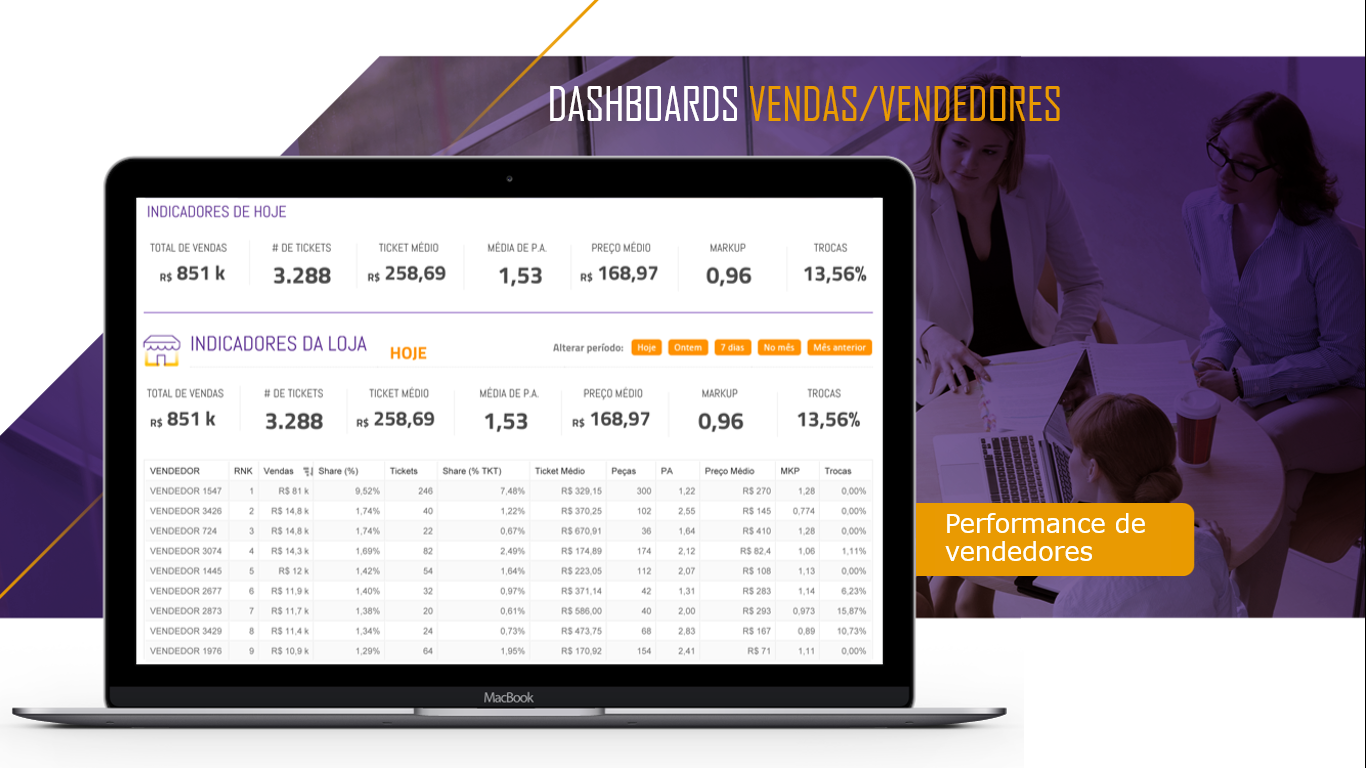 DASHBOARDS VENDAS/VENDEDORES
INDICADORES DE HOJE
TOTAL DE VENDAS # DE TICKETS TICKET MÉDIO MÉDIA DE P.A. PREÇO MÉDIO MARKUP TROCAS
R$ 851 k 3.288 R$ 258,69 1,53 R$ 168,97 0,96 13,56%
INDICADORES DA LOJA HOJE Alterar período: Hoje Ontem 7 dias No mês Mês anterior
TOTAL DE VENDAS # DE TICKETS TICKET MÉDIO MÉDIA DE P.A. PREÇO MÉDIO MARKUP TROCAS
R$ 851 k 3.288 R$ 258,69 1,53 R$ 168,97 0,96 13,56%
VENDEDOR RNK Vendas Share (%) Tickets Share (% TKT) Ticket Médio Peças PA Preço Médio MKP Trocas
VENDEDOR 1547 1 R$ 81 k 9,52% 246 7,48% R$ 329,15 300 1,22 R$ 270 1,28 0,00%
VENDEDOR 3426 2 R$ 14,8 k 1,74% 40 1,22% R$ 370,25 102 2,55 R$ 145 0,774 0,00%
VENDEDOR 724 3 R$ 14,8 k 1,74% 22 0,67% R$ 670,91 36 1,64 R$ 410 1,28 0,00%
VENDEDOR 3074 4 R$ 14,3 k 1,69% 82 2,49% R$ 174,89 174 2,12 R$ 82,4 1,06 1,11%
VENDEDOR 1445 5 R$ 12 k 1,42% 54 1,64% R$ 223,05 112 2,07 R$ 108 1,13 0,00%
VENDEDOR 2677 6 R$ 11,9 k 1,40% 32 0,97% R$ 371,14 42 1,31 R$ 283 1,14 6,23%
VENDEDOR 2873 7 R$ 11,7 k 1,38% 20 0,61% R$ 586,00 40 2,00 R$ 293 0,973 15,87%
VENDEDOR 3429 8 R$ 11,4 k 1,34% 24 0,73% R$ 473,75 68 2,83 R$ 167 0,89 10,73%
VENDEDOR 1976 9 R$ 10,9 k 1,29% 64 1,95% R$ 170,92 154 2,41 R$ 71 1,11 0,00%
Performance de
vendedores
MacBook